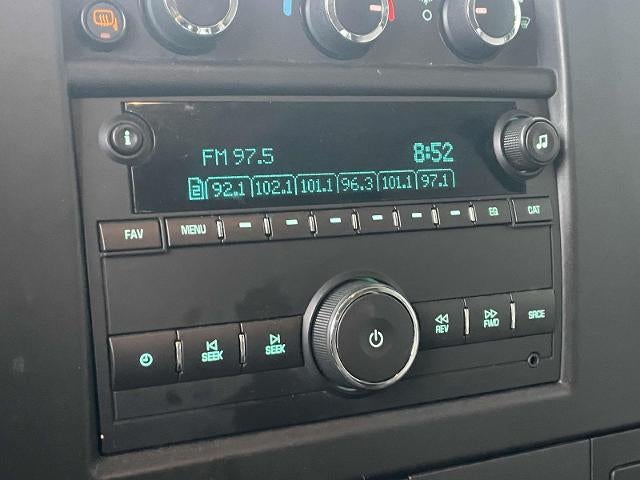 FM 97.5 8:52
2 92.1 102.1 101.1 96.3 101.1 97.1
FAV MENU EQ CAT
SEEK SEEK REV FWD SRCE